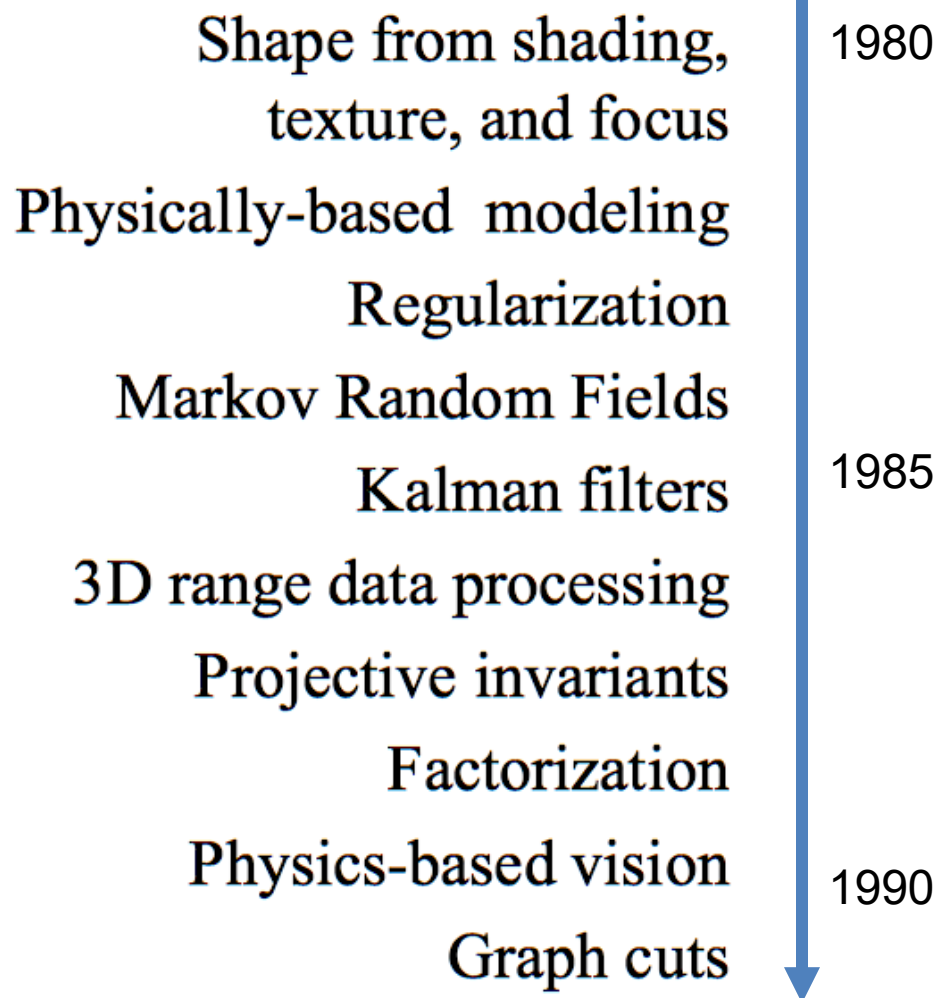 Shape from shading, 1980
texture, and focus
Physically-based modeling
Regularization
Markov Random Fields
1985
Kalman filters
3D range data processing
Projective invariants
Factorization
Physics-based vision
1990
Graph cuts